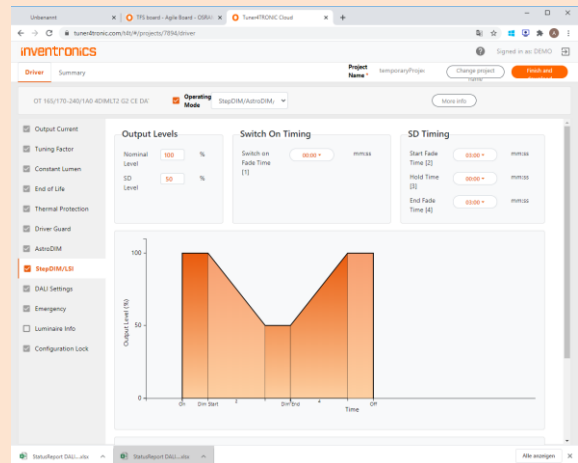 Unbenannt
TFS board - Agile Board - OSRAM
Tuner4TRONIC Cloud
tuner4tronic.com/t4t/#/projects/7894/driver
inventronics
Signed in as: DEMO
Driver
Summary
Project Name *
temporaryProjec
Change project name
Finish and
OT 165/170-240/1A0 4DIMLT2 G2 CE DA'
Operating Mode
StepDIM/AstroDIM,
More info
Output Current
Tuning Factor
Constant Lumen
End of Life
Thermal Protection
Driver Guard
AstroDIM
StepDIM/LSI
DALI Settings
Emergency
Luminaire Info
Configuration Lock
Output Levels
Nominal Level
100
%
SD Level
50
%
Switch On Timing
Switch on Fade Time [1]
00:00
mm:ss
SD Timing
Start Fade Time [2]
03:00
mm:ss
Hold Time [3]
00:00
mm:ss
End Fade Time [4]
03:00
mm:ss
100
50
0
Output Level (%)
On
Dim Start
Dim End
4
Off
Time
StatusReport DALI...xlsx
StatusReport DALI...xlsx
Alle anzeigen